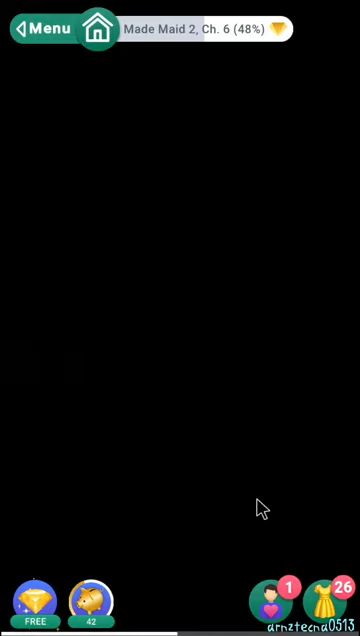 Menu
Made Maid 2, Ch. 6 (48%)
1
26
FREE
42
arnztecna0513